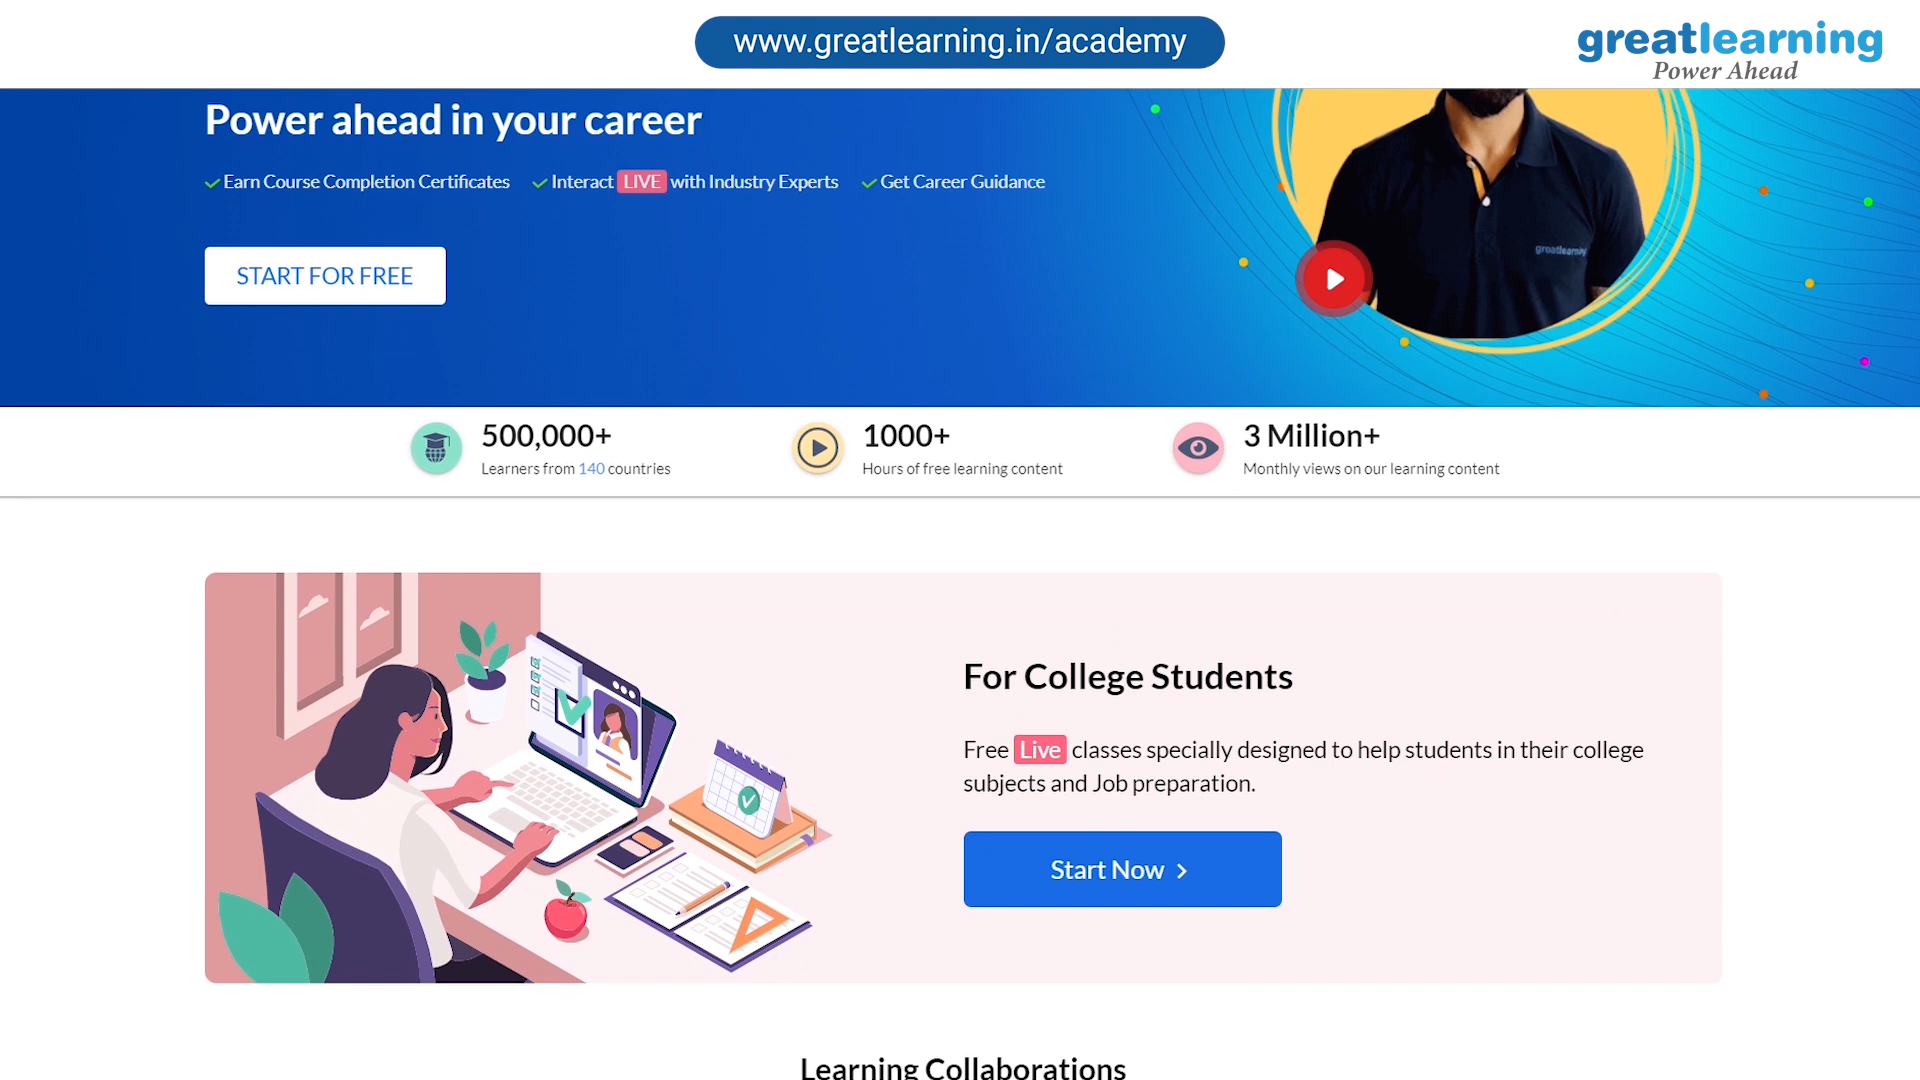 www.greatlearning.in/academy
greatlearning
Power Ahead
Power ahead in your career
Earn Course Completion Certificates Interact LIVE with Industry Experts Get Career Guidance
greatlearning
START FOR FREE
500,000+
Learners from 140 countries
1000+
Hours of free learning content
3 Million+
Monthly views on our learning content
For College Students
Free Live classes specially designed to help students in their college
subjects and Job preparation.
Start Now
Learning Collaborations